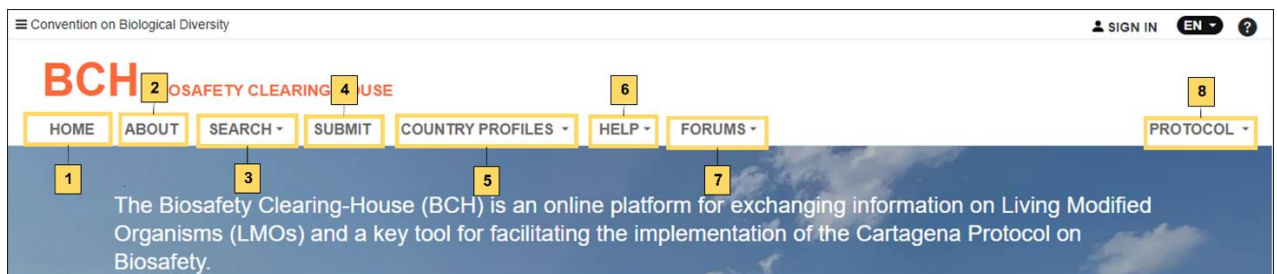 Convention on Biological Diversity SIGN IN EN ?
BCH 2 OSAFETY CLEARING 4 USE 6 8
HOME ABOUT SEARCH SUBMIT COUNTRY PROFILES HELP FORUMS PROTOCOL
1 3 5 7
The Biosafety Clearing-House (BCH) is an online platform for exchanging information on Living Modified
Organisms (LMOs) and a key tool for facilitating the implementation of the Cartagena Protocol on
Biosafety.